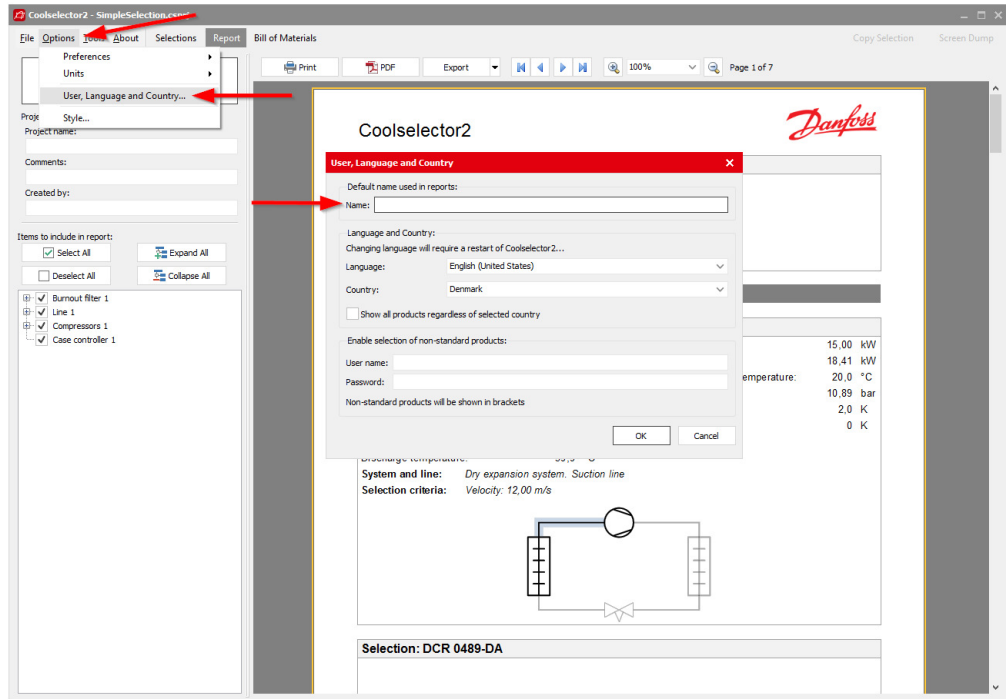 Coolselector2 - SimpleSelection.cspr
File Options Tools About Selections Report Bill of Materials Copy Selection Screen Dump
Preferences
Units
User, Language and Country...
Style...
Print PDF Export 100% Page 1 of 7
Project name:
Comments:
Created by:
Items to include in report:
Select All Expand All
Deselect All Collapse All
Burnout filter 1
Line 1
Compressors 1
Case controller 1
Coolselector2 Danfoss
User, Language and Country
Default name used in reports:
Name:
Language and Country:
Changing language will require a restart of Coolselector2...
Language: English (United States)
Country: Denmark
Show all products regardless of selected country
Enable selection of non-standard products:
User name:
Password:
Non-standard products will be shown in brackets
OK Cancel
15,00 kW
18,41 kW
emperature: 20,0 °C
10,89 bar
2,0 K
0 K
Discharge temperature:
System and line: Dry expansion system. Suction line
Selection criteria: Velocity: 12,00 m/s
Selection: DCR 0489-DA